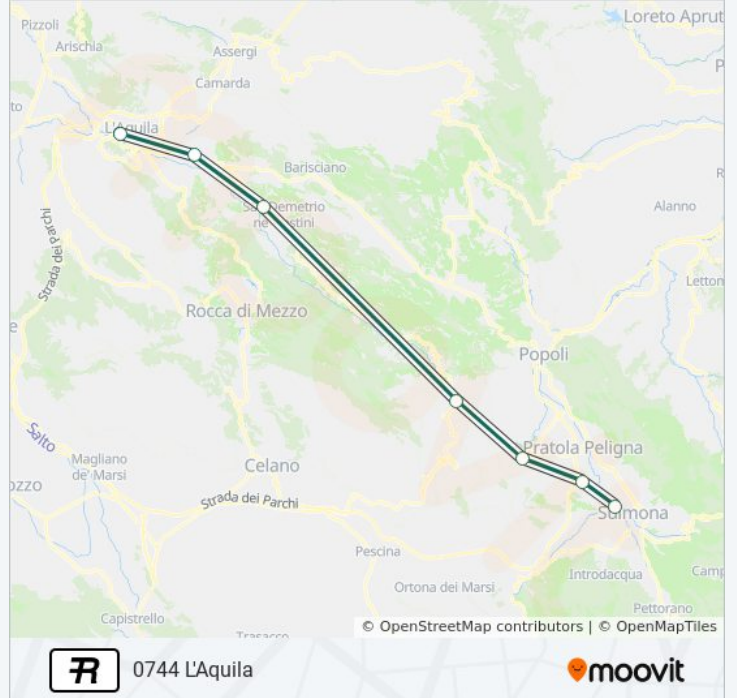 Pizzoli
Loreto Aprut
Arischia
Assergi
Camarda
to
L'Aquila
Barisciano
San Demetrio
ne' Vestini
Alanno
Strada dei Parchi
Letton
Rocca di Mezzo
e
Popoli
Salto
Pratola Peligna
Magliano
de' Marsi
Celano
ozzo
Strada dei Parchi
Sulmona
Pescina
Introdacqua
Camp
Ortona dei Marsi
Pettorano
Capistrello
© OpenStreetMap contributors | © OpenMapTiles
Trasacco
R 0744 L'Aquila
moovit